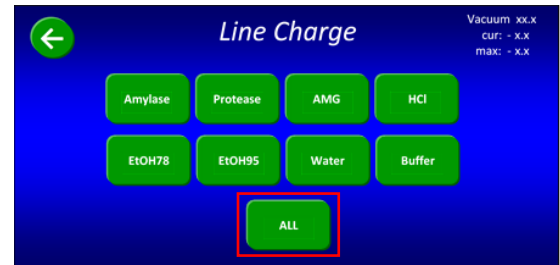 Line Charge
Vacuum xx.x
cur: - x.x
max: - x.x
Amylase Protease AMG HCl
EtOH78 EtOH95 Water Buffer
ALL